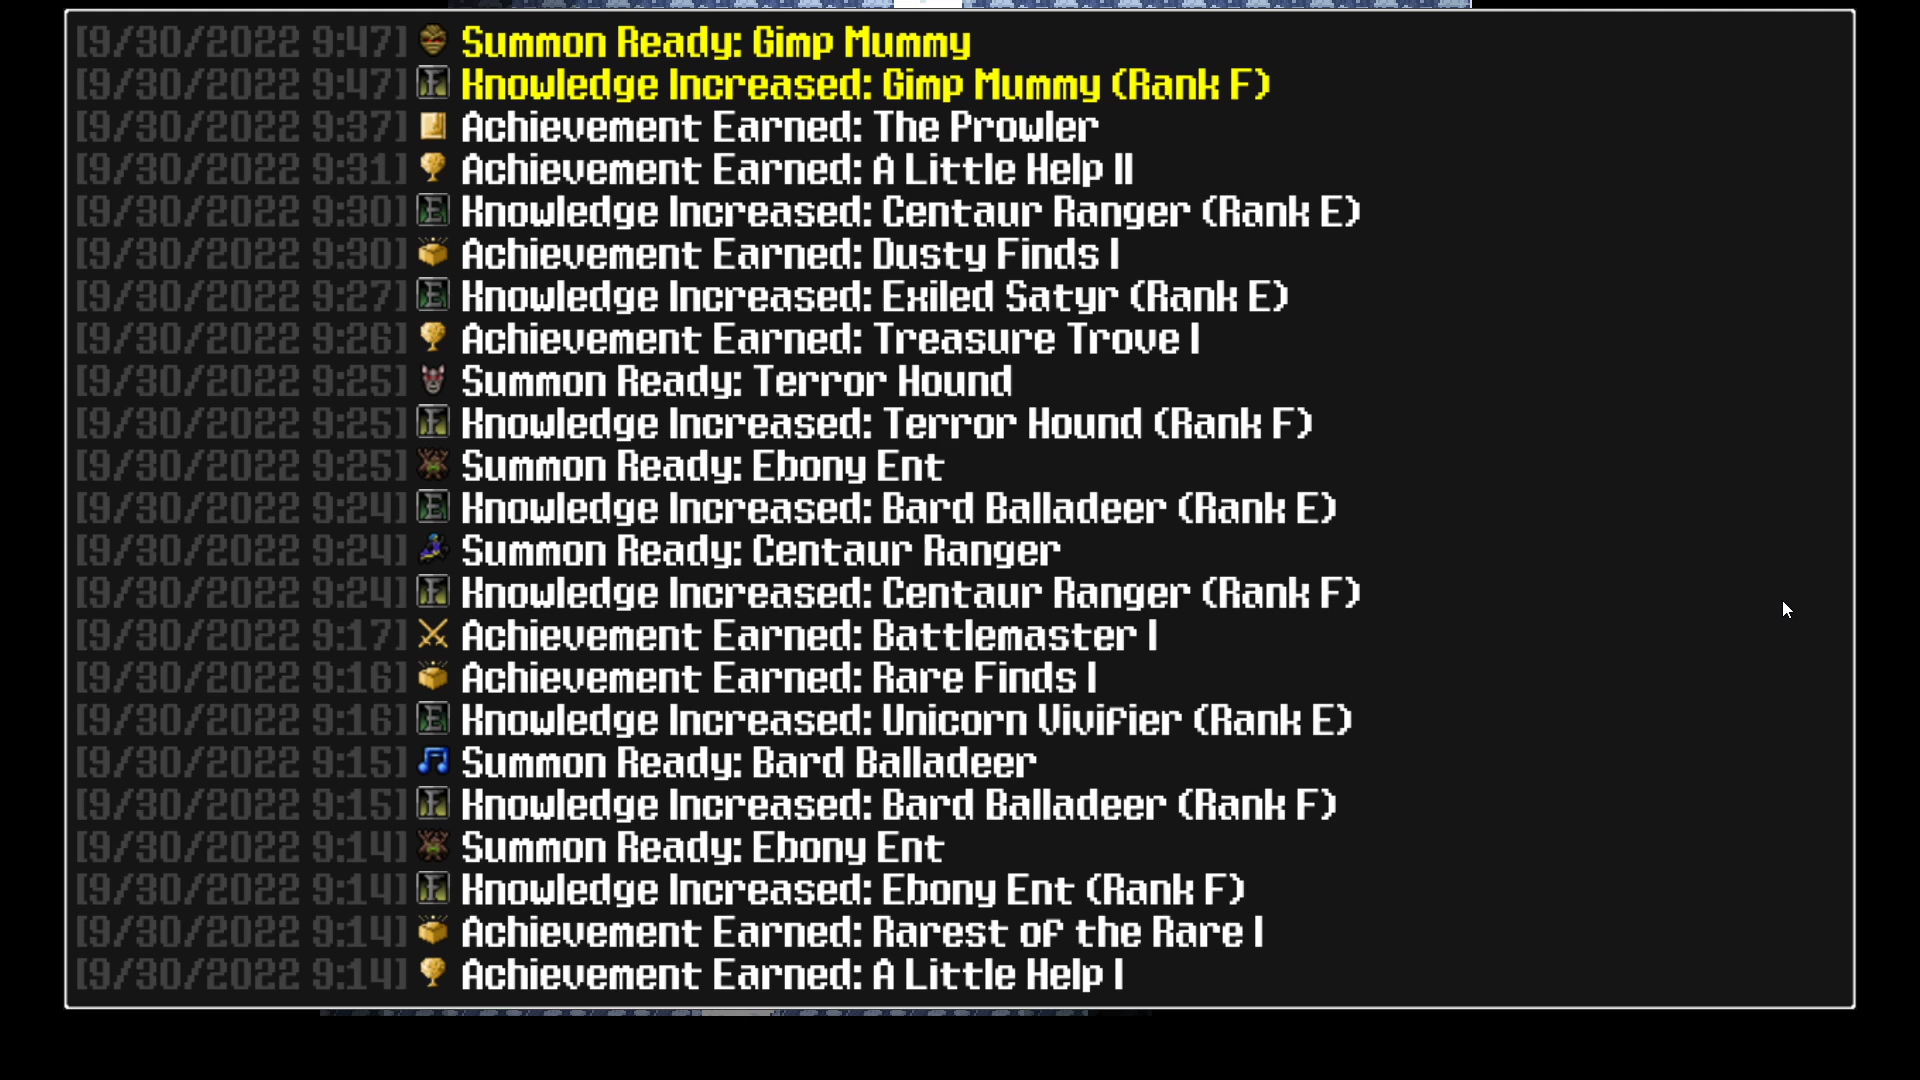 [9/30/2022 9:47] Summon Ready: Gimp Mummy
[9/30/2022 9:47] Knowledge Increased: Gimp Mummy (Rank F)
[9/30/2022 9:37] Achievement Earned: The Prowler
[9/30/2022 9:31] Achievement Earned: A Little Help II
[9/30/2022 9:30] Knowledge Increased: Centaur Ranger (Rank E)
[9/30/2022 9:30] Achievement Earned: Dusty Finds I
[9/30/2022 9:27] Knowledge Increased: Exiled Satyr (Rank E)
[9/30/2022 9:26] Achievement Earned: Treasure Trove I
[9/30/2022 9:25] Summon Ready: Terror Hound
[9/30/2022 9:25] Knowledge Increased: Terror Hound (Rank F)
[9/30/2022 9:25] Summon Ready: Ebony Ent
[9/30/2022 9:24] Knowledge Increased: Bard Balladeer (Rank E)
[9/30/2022 9:24] Summon Ready: Centaur Ranger
[9/30/2022 9:24] Knowledge Increased: Centaur Ranger (Rank F)
[9/30/2022 9:17] Achievement Earned: Battlemaster I
[9/30/2022 9:16] Achievement Earned: Rare Finds I
[9/30/2022 9:16] Knowledge Increased: Unicorn Vivifier (Rank E)
[9/30/2022 9:15] Summon Ready: Bard Balladeer
[9/30/2022 9:15] Knowledge Increased: Bard Balladeer (Rank F)
[9/30/2022 9:14] Summon Ready: Ebony Ent
[9/30/2022 9:14] Knowledge Increased: Ebony Ent (Rank F)
[9/30/2022 9:14] Achievement Earned: Rarest of the Rare I
[9/30/2022 9:14] Achievement Earned: A Little Help I